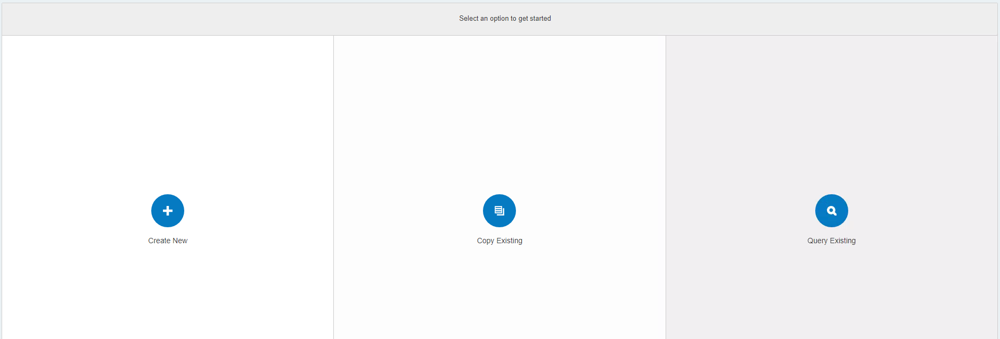 Select an option to get started
Create New
Copy Existing
Query Existing